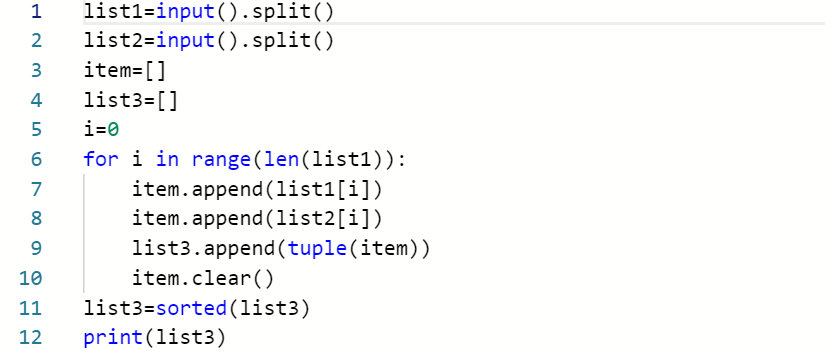 1 list1=input().split()
2 list2=input().split()
3 item=[]
4 list3=[]
5 i=0
6 for i in range(len(list1)):
7     item.append(list1[i])
8     item.append(list2[i])
9     list3.append(tuple(item))
10     item.clear()
11 list3=sorted(list3)
12 print(list3)